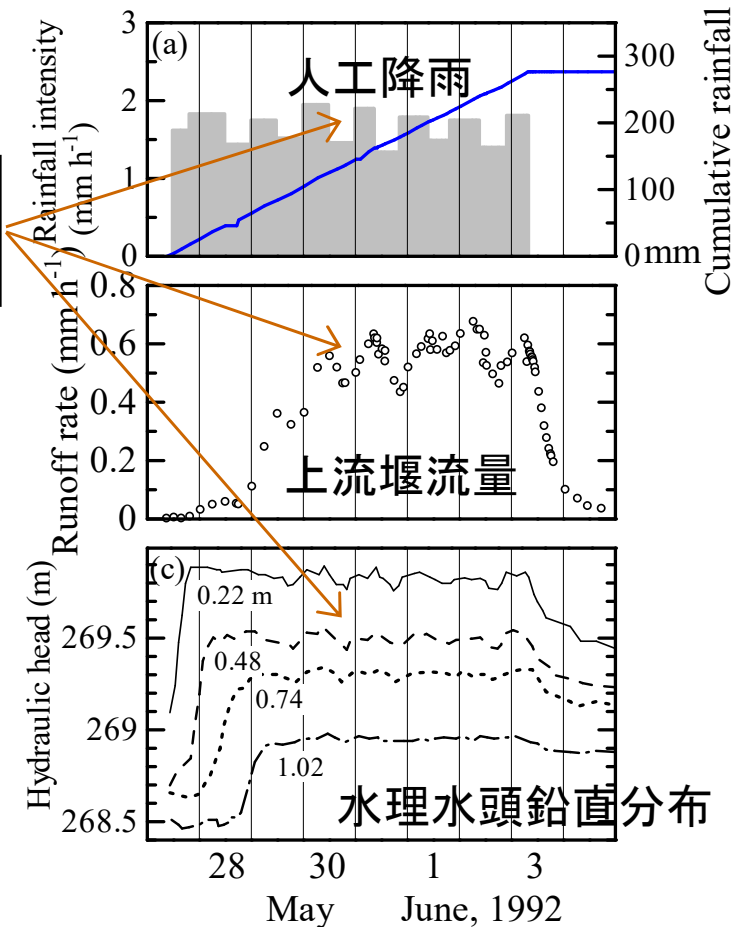 (a)
人工降雨
Rainfall intensity
(mm h-1)
3
2
1
0
300
200
100
0 mm
Cumulative rainfall
Runoff rate (mm h-1)
0.8
0.6
0.4
0.2
0
上流堰流量
(c)
Hydraulic head (m)
269.5
269
268.5
0.22 m
0.48
0.74
1.02
水理水頭鉛直分布
28 30 1 3
May June, 1992